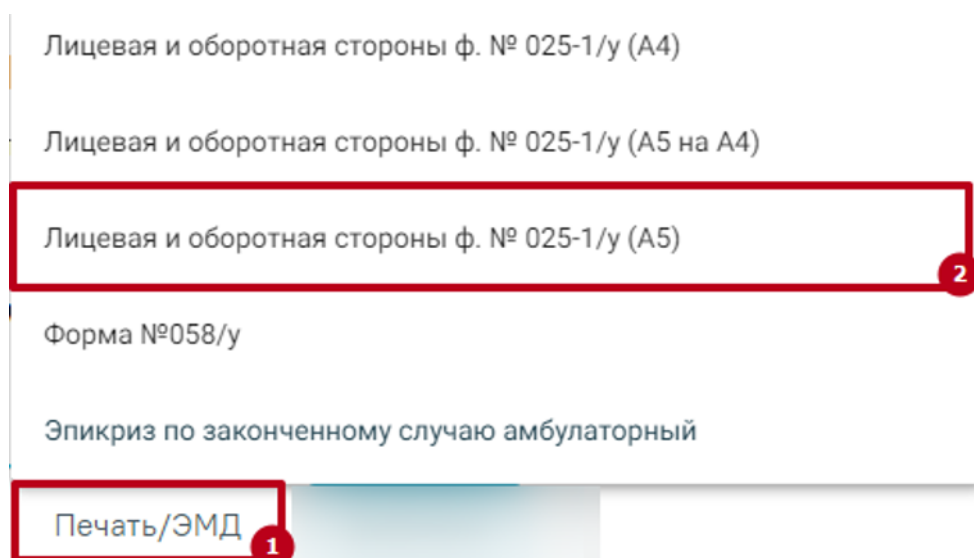 Лицевая и оборотная стороны ф. № 025-1/у (А4)
Лицевая и оборотная стороны ф. № 025-1/у (А5 на А4)
Лицевая и оборотная стороны ф. № 025-1/у (А5)
2
Форма №058/у
Эпикриз по законченному случаю амбулаторный
Печать/ЭМД
1